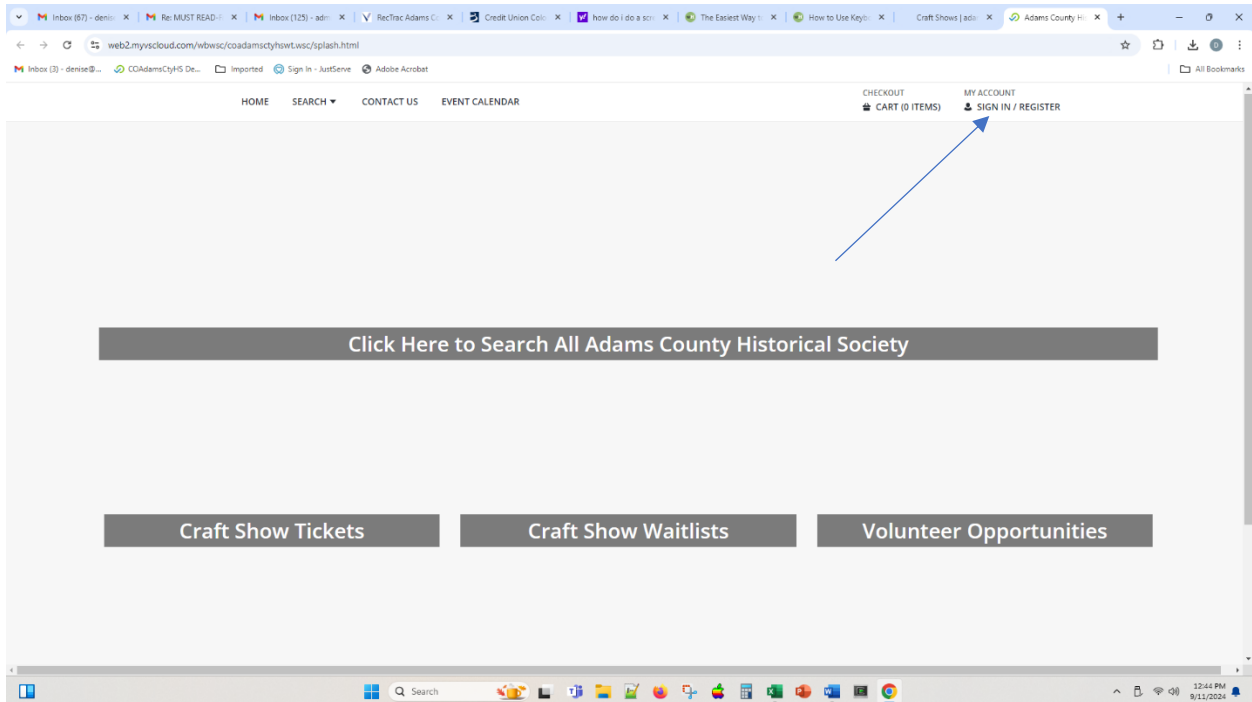 Inbox (67) - denis
Re: MUST READ-F
Inbox (125) - adm
RecTrac Adams Co
Credit Union Colo
how do i do a scr
The Easiest Way t
How to Use Keyb
Craft Shows | ada
Adams County Hi
web2.myvscloud.com/wbwsc/coadamsctyhswt.wsc/splash.html
Inbox (3) - denise@...
COAdamsCtyHS De...
Imported
Sign In - JustServe
Adobe Acrobat
All Bookmarks
HOME
SEARCH
CONTACT US
EVENT CALENDAR
CHECKOUT
CART (0 ITEMS)
MY ACCOUNT
SIGN IN / REGISTER
Click Here to Search All Adams County Historical Society
Craft Show Tickets
Craft Show Waitlists
Volunteer Opportunities
Search
12:44 PM
9/11/2024